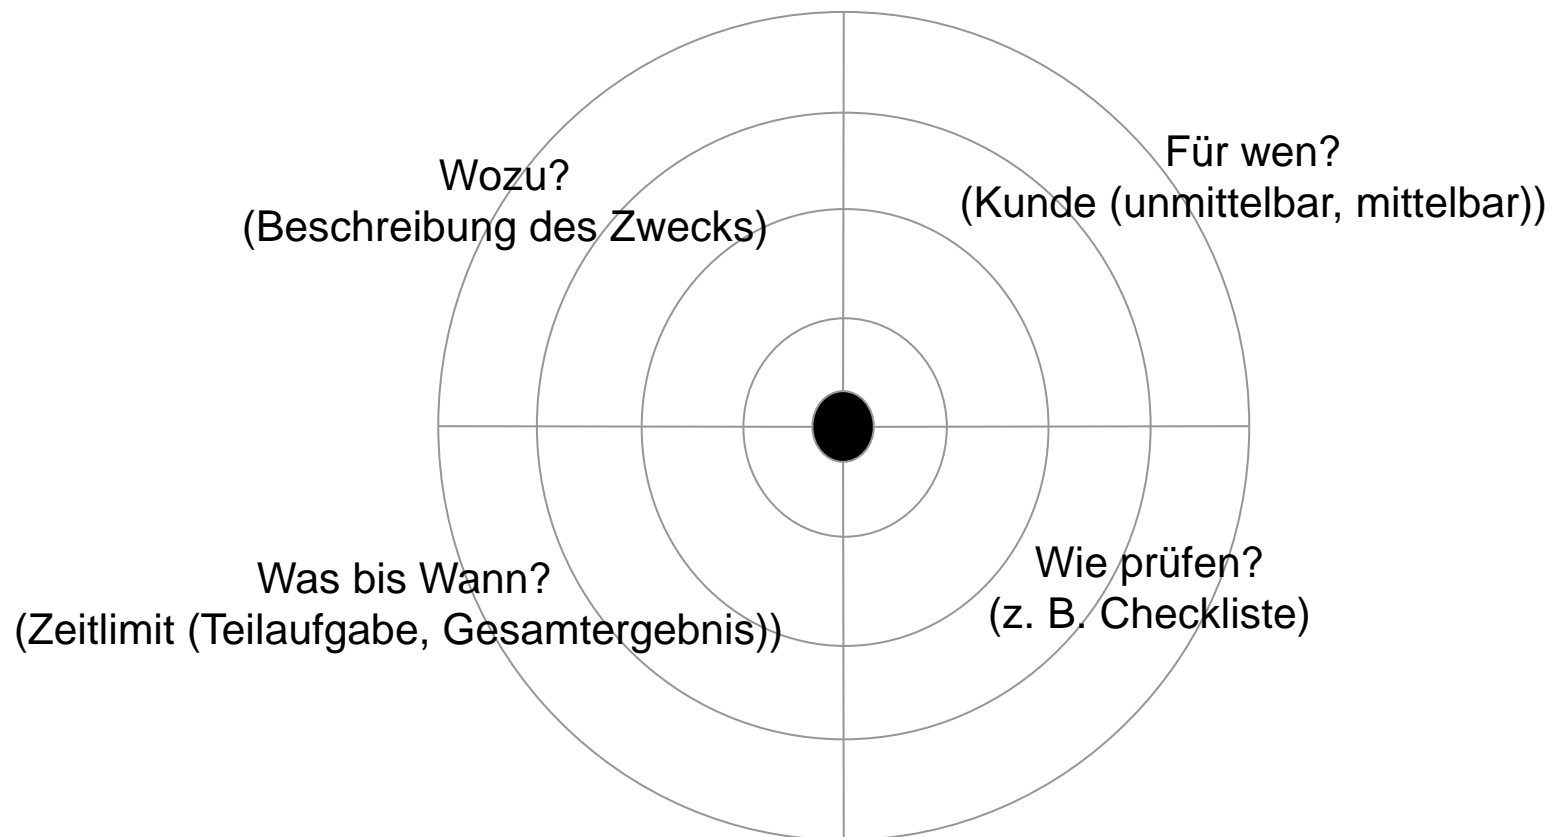 Wozu?
(Beschreibung des Zwecks)
Für wen?
(Kunde (unmittelbar, mittelbar))
Was bis Wann?
(Zeitlimit (Teilaufgabe, Gesamtergebnis))
Wie prüfen?
(z. B. Checkliste)